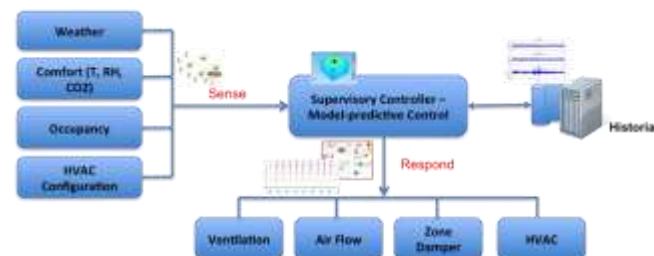 Weather
Comfort (T, RH,
CO2)
Occupancy
HVAC
Configuration
Sense
Supervisory Controller –
Model-predictive Control
Historia
Respond
Ventilation
Air Flow
Zone
Damper
HVAC